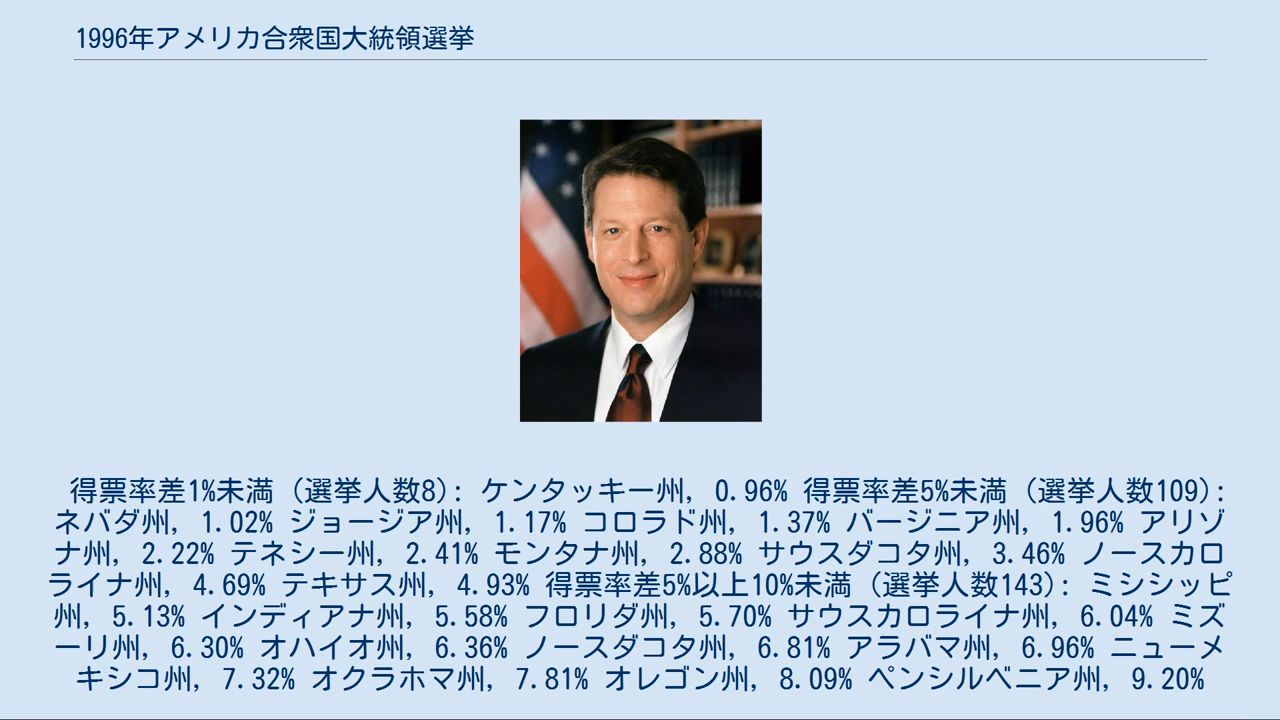 1996年アメリカ合衆国大統領選挙
得票率差1%未満 (選挙人数8): ケンタッキー州, 0.96% 得票率差5%未満 (選挙人数109):
ネバダ州, 1.02% ジョージア州, 1.17% コロラド州, 1.37% バージニア州, 1.96% アリゾ
ナ州, 2.22% テネシー州, 2.41% モンタナ州, 2.88% サウスダコタ州, 3.46% ノースカロ
ライナ州, 4.69% テキサス州, 4.93% 得票率差5%以上10%未満 (選挙人数143): ミシシッピ
州, 5.13% インディアナ州, 5.58% フロリダ州, 5.70% サウスカロライナ州, 6.04% ミズ
ーリ州, 6.30% オハイオ州, 6.36% ノースダコタ州, 6.81% アラバマ州, 6.96% ニューメ
キシコ州, 7.32% オクラホマ州, 7.81% オレゴン州, 8.09% ペンシルベニア州, 9.20%